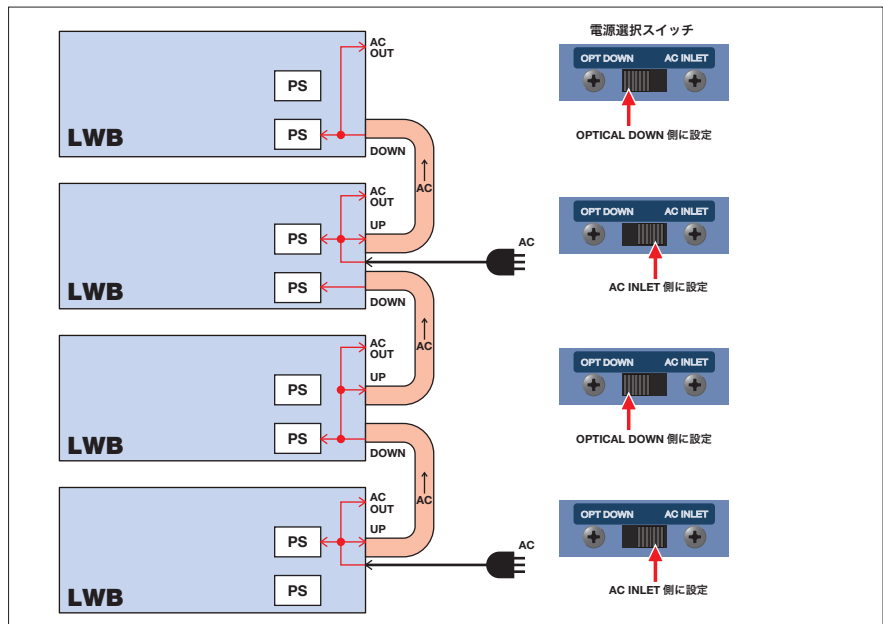 電源選択スイッチ
AC
OUT
PS
PS
LWB
DOWN
AC
OPT DOWN AC INLET
OPTICAL DOWN 側に設定
AC
OUT
UP
PS
AC
PS
LWB
DOWN
AC
OPT DOWN AC INLET
AC INLET 側に設定
AC
OUT
UP
PS
PS
LWB
DOWN
AC
OPT DOWN AC INLET
OPTICAL DOWN 側に設定
AC
OUT
UP
PS
AC
PS
LWB
OPT DOWN AC INLET
AC INLET 側に設定